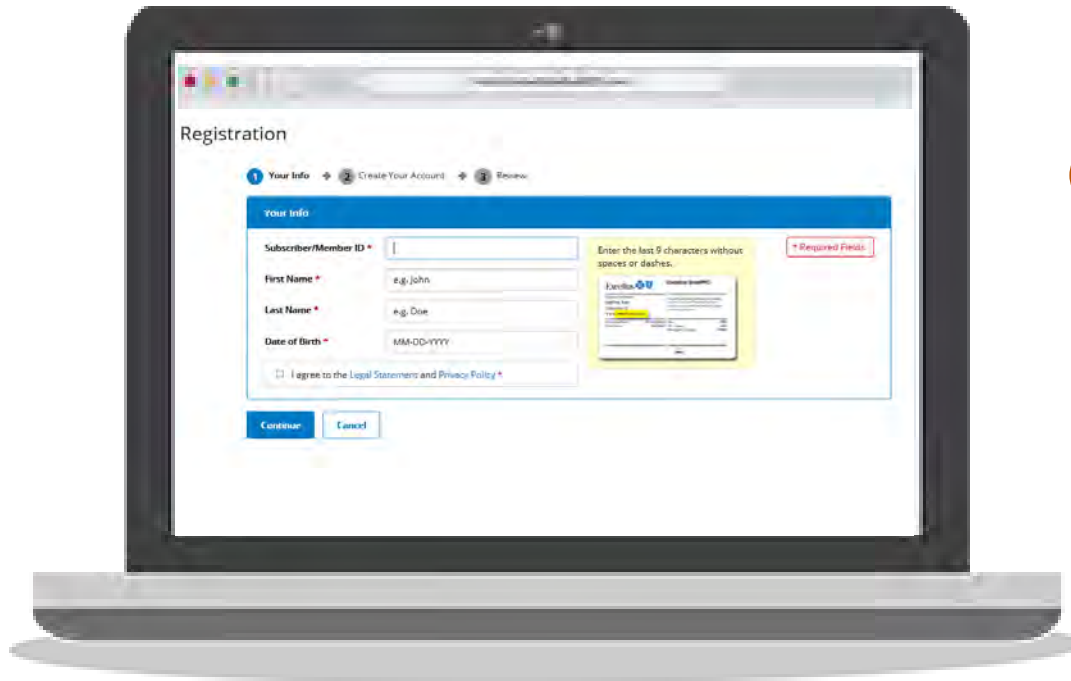 Registration
1 Your Info 2 Create Your Account 3 Review
Your Info
Subscriber/Member ID *
Enter the last 9 characters without
spaces or dashes.
* Required Fields
First Name * e.g. John
Last Name * e.g. Doe
Date of Birth * MM-DD-YYYY
Excellus
I agree to the Legal Statement and Privacy Policy *
Continue Cancel